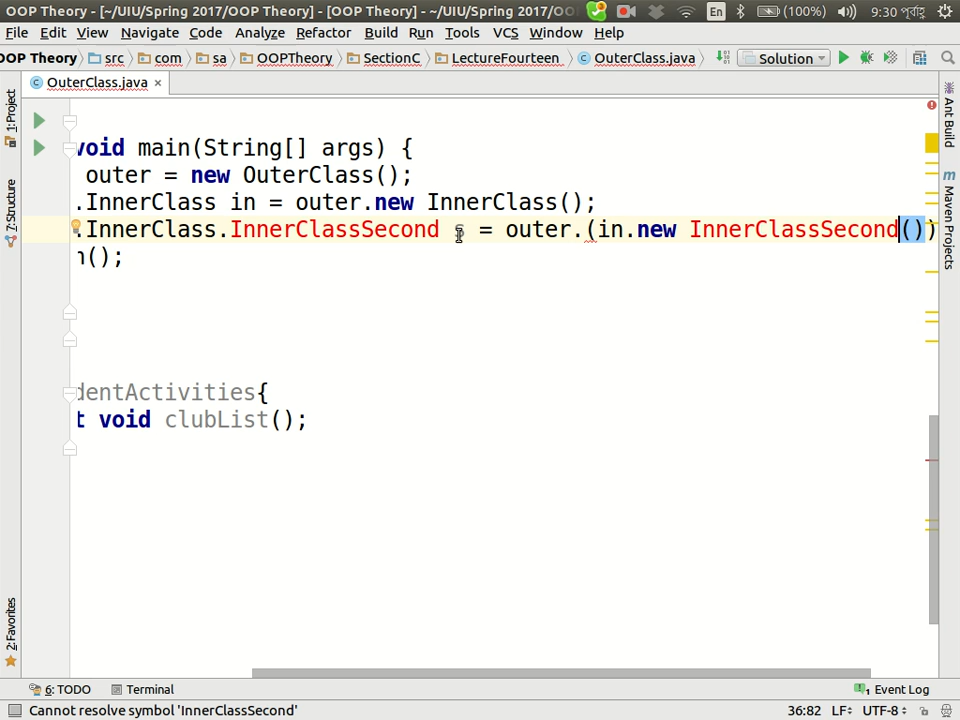 OOP Theory - [~/UIU/Spring 2017/OOP Theory] - [OOP Theory] - ~/UIU/Spring 2017/OO
En (100%) 9:30 পূর্বাহ্ণ
File Edit View Navigate Code Analyze Refactor Build Run Tools VCS Window Help
OOP Theory src com sa OOPTheory SectionC LectureFourteen OuterClass.java Solution
OuterClass.java
1: Project
7: Structure
2: Favorites
Ant Build
Maven Projects
void main(String[] args) {
outer = new OuterClass();
.InnerClass in = outer.new InnerClass();
.InnerClass.InnerClassSecond = outer.(in.new InnerClassSecond())
n();
dentActivities{
t void clubList();
6: TODO Terminal 1 Event Log
Cannot resolve symbol 'InnerClassSecond' 36:82 LF UTF-8